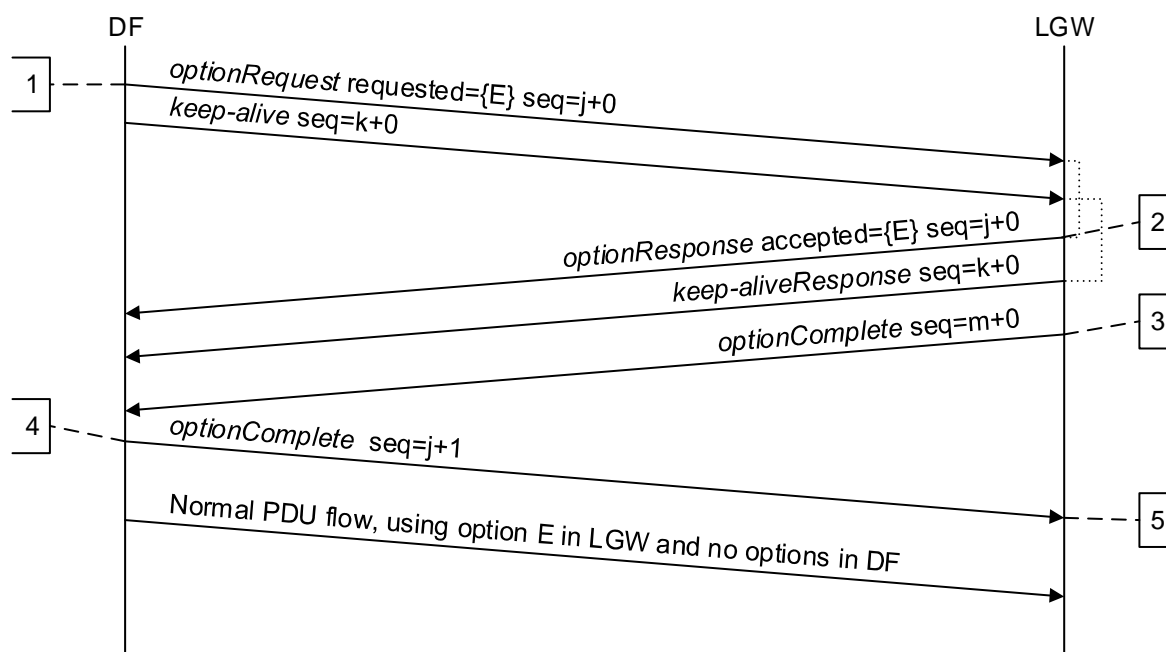 DF
LGW
1
optionRequest requested={E} seq=j+0
keep-alive seq=k+0
2
optionResponse accepted={E} seq=j+0
keep-aliveResponse seq=k+0
3
optionComplete seq=m+0
4
optionComplete seq=j+1
5
Normal PDU flow, using option E in LGW and no options in DF